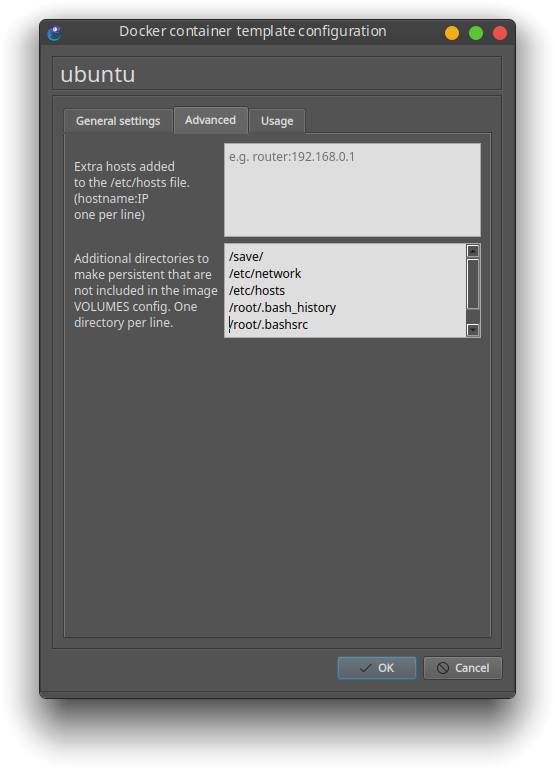 Docker container template configuration
ubuntu
General settings
Advanced
Usage
Extra hosts added
to the /etc/hosts file.
(hostname:IP
one per line)
e.g. router:192.168.0.1
Additional directories to
make persistent that are
not included in the image
VOLUMES config. One
directory per line.
/save/
/etc/network
/etc/hosts
/root/.bash_history
/root/.bashsrc
OK
Cancel